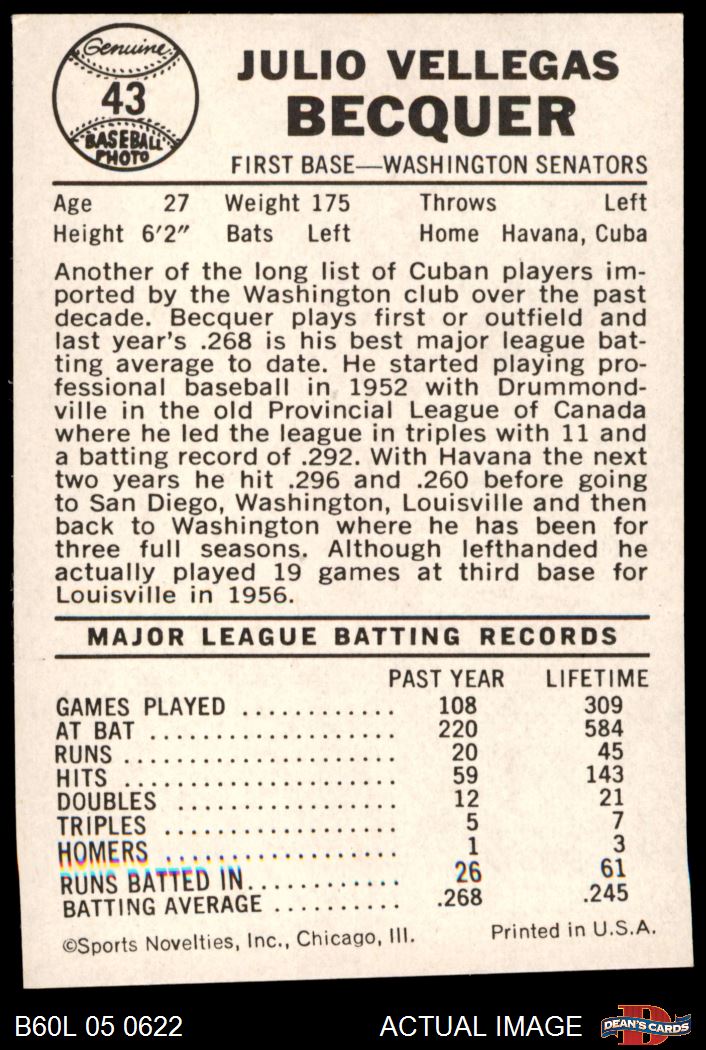 Genuine
43
BASEBALL
PHOTO
JULIO VELLEGAS
BECQUER
FIRST BASE—WASHINGTON SENATORS
Age 27 Weight 175 Throws Left
Height 6'2" Bats Left Home Havana, Cuba
Another of the long list of Cuban players im-
ported by the Washington club over the past
decade. Becquer plays first or outfield and
last year's .268 is his best major league bat-
ting average to date. He started playing pro-
fessional baseball in 1952 with Drummond-
ville in the old Provincial League of Canada
where he led the league in triples with 11 and
a batting record of .292. With Havana the next
two years he hit .296 and .260 before going
to San Diego, Washington, Louisville and then
back to Washington where he has been for
three full seasons. Although lefthanded he
actually played 19 games at third base for
Louisville in 1956.
MAJOR LEAGUE BATTING RECORDS
PAST YEAR LIFETIME
GAMES PLAYED ............ 108 309
AT BAT .................... 220 584
RUNS ...................... 20 45
HITS ...................... 59 143
DOUBLES .................. 12 21
TRIPLES ................... 5 7
HOMERS .................. 1 3
RUNS BATTED IN............ 26 61
BATTING AVERAGE .......... .268 .245
©Sports Novelties, Inc., Chicago, Ill. Printed in U.S.A.
B60L 05 0622 ACTUAL IMAGE D DEAN'S CARDS